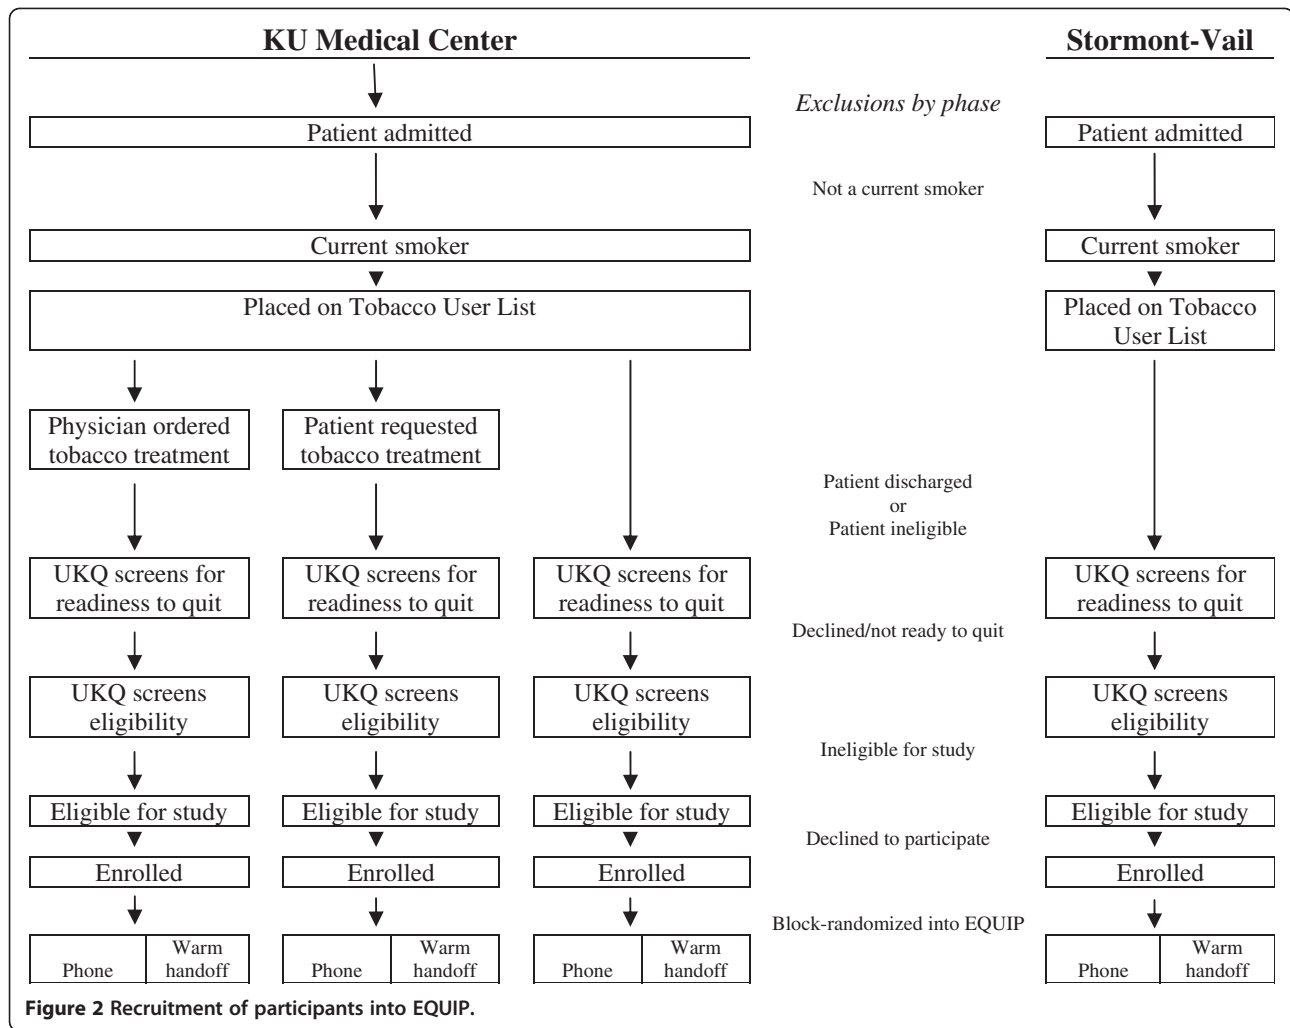 KU Medical Center
Stormont-Vail
Exclusions by phase
Patient admitted
Patient admitted
Not a current smoker
Current smoker
Current smoker
Placed on Tobacco User List
Placed on Tobacco
User List
Physician ordered
tobacco treatment
Patient requested
tobacco treatment
Patient discharged
or
Patient ineligible
UKQ screens for
readiness to quit
UKQ screens for
readiness to quit
UKQ screens for
readiness to quit
UKQ screens for
readiness to quit
Declined/not ready to quit
UKQ screens
eligibility
UKQ screens
eligibility
UKQ screens
eligibility
UKQ screens
eligibility
Ineligible for study
Eligible for study
Eligible for study
Eligible for study
Eligible for study
Declined to participate
Enrolled
Enrolled
Enrolled
Enrolled
Block-randomized into EQUIP
Phone
Warm
handoff
Phone
Warm
handoff
Phone
Warm
handoff
Phone
Warm
handoff
Figure 2 Recruitment of participants into EQUIP.